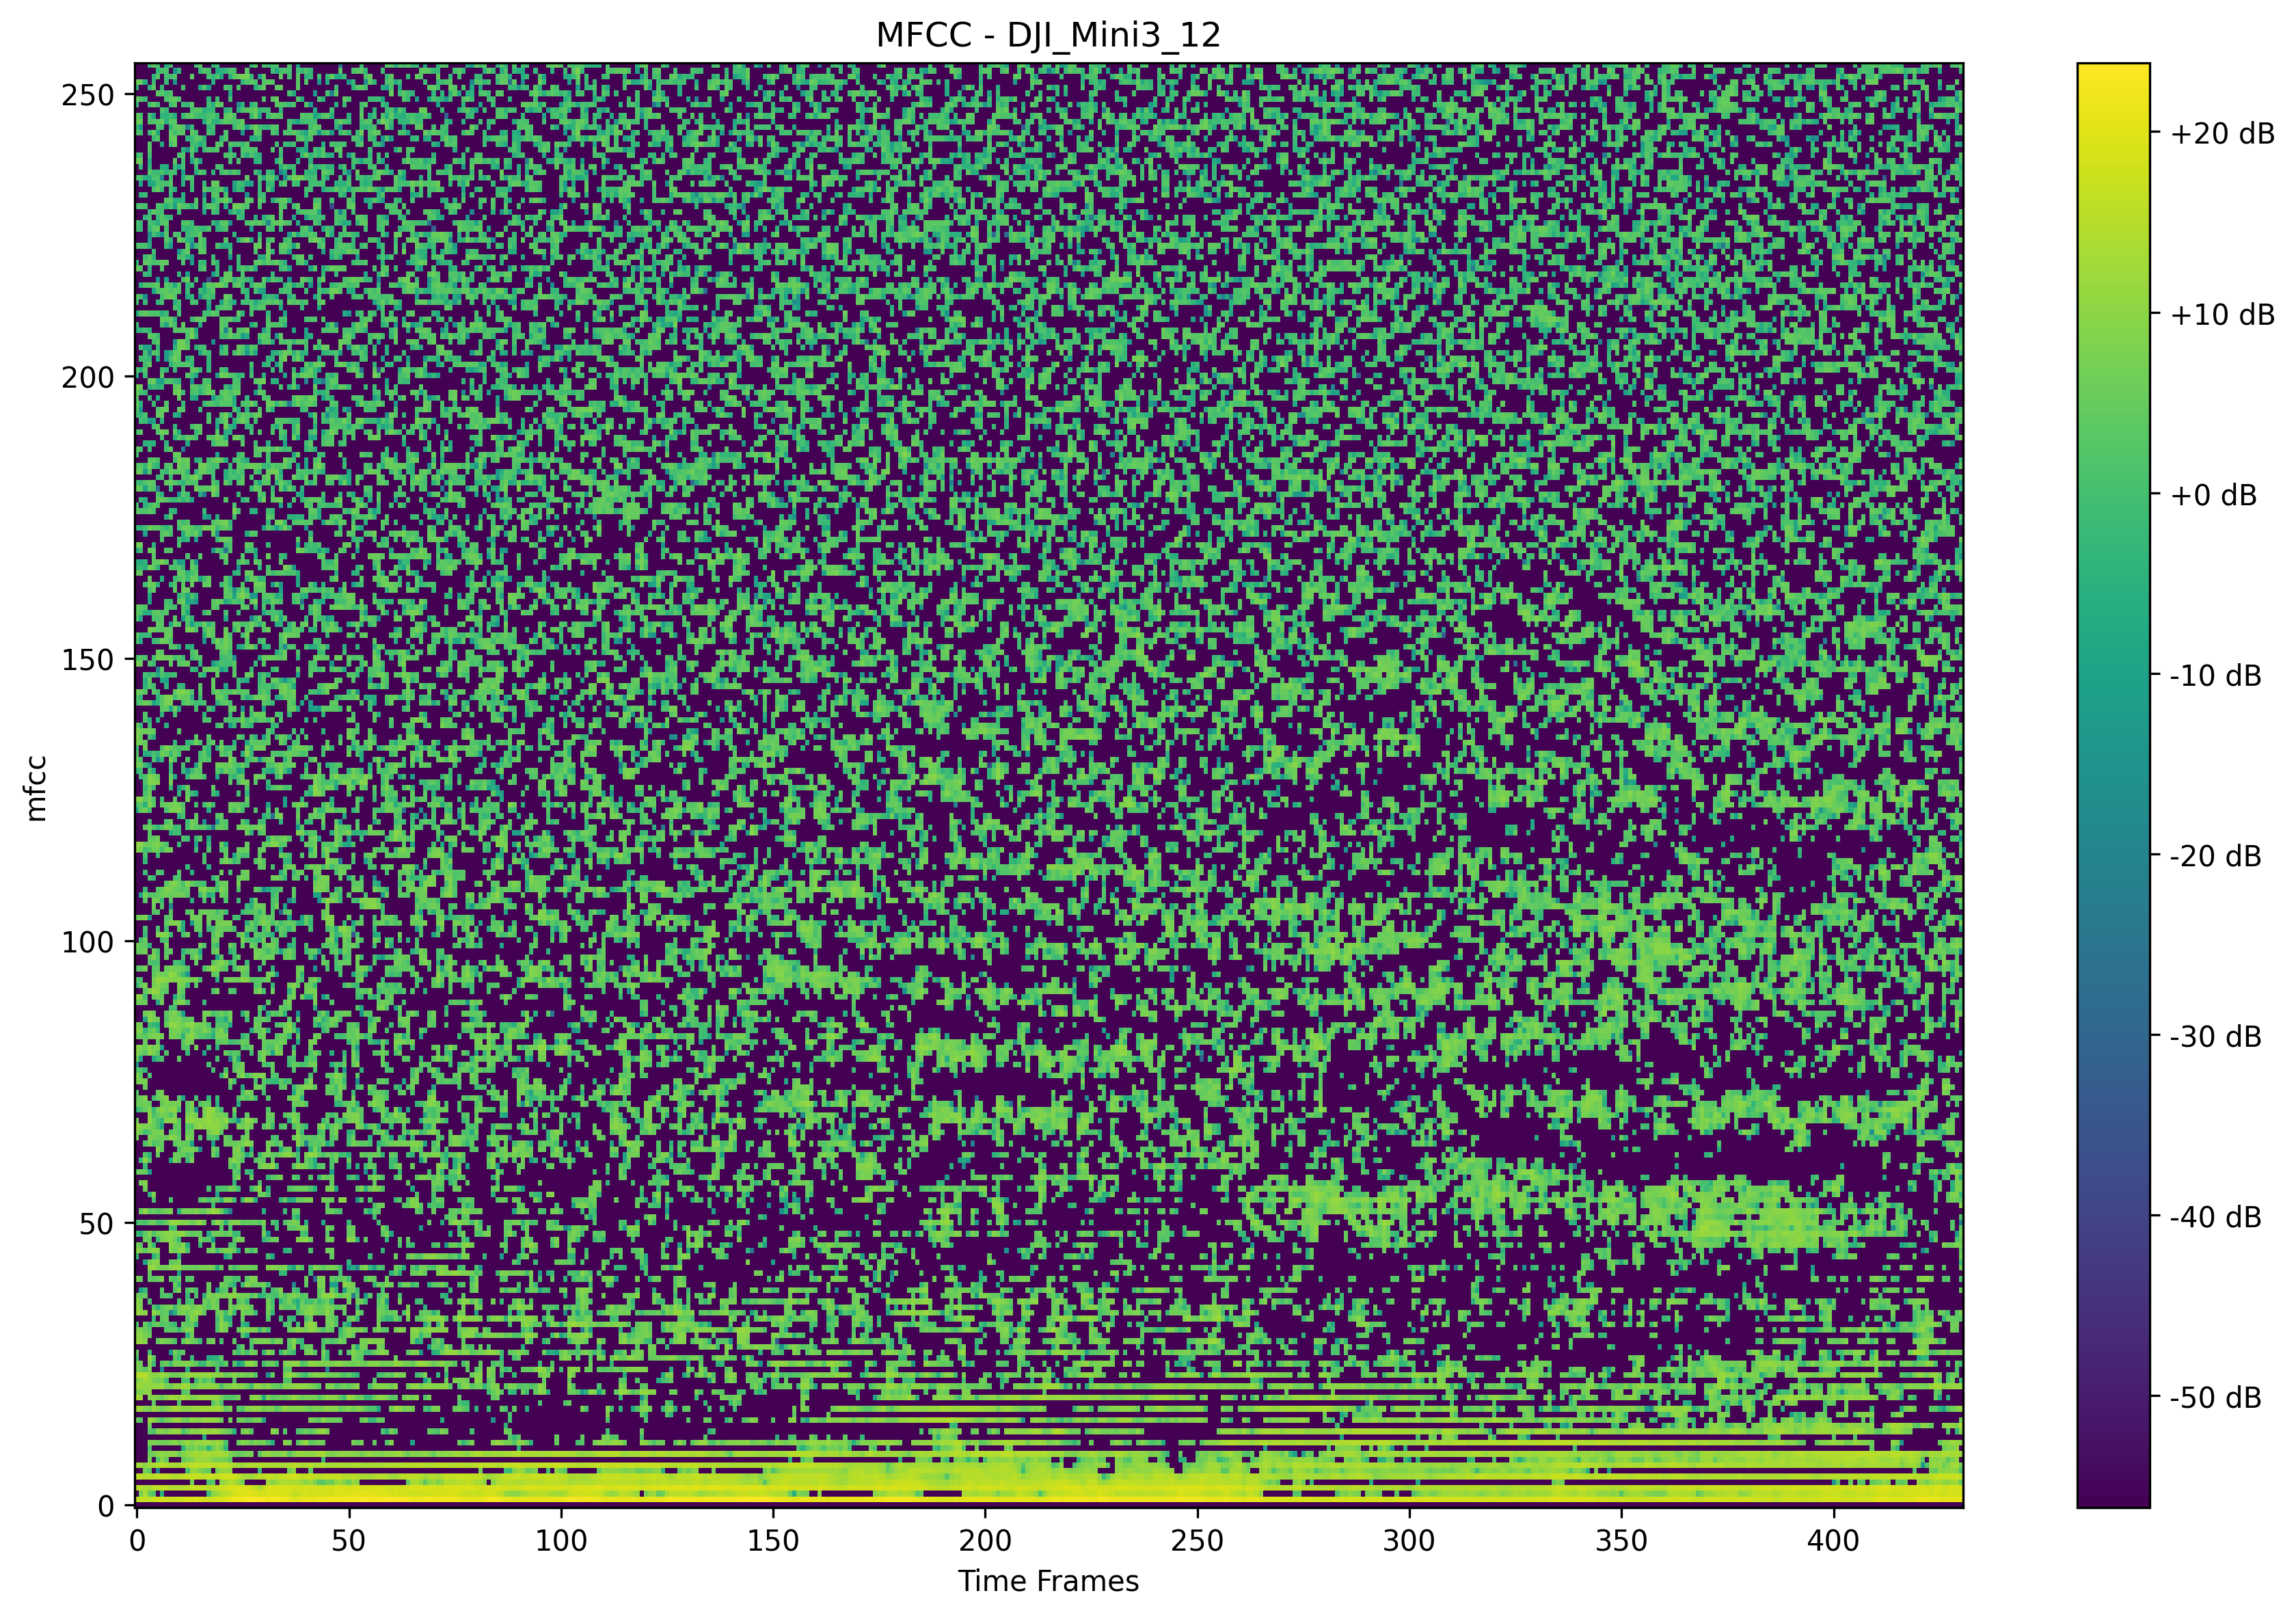 MFCC - DJI_Mini3_12
mfcc
250
200
150
100
50
0
0 50 100 150 200 250 300 350 400
Time Frames
+20 dB
+10 dB
+0 dB
-10 dB
-20 dB
-30 dB
-40 dB
-50 dB